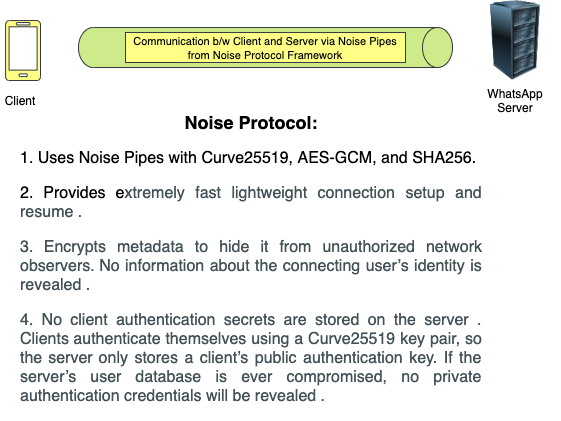 Communication b/w Client and Server via Noise Pipes
from Noise Protocol Framework
Client
WhatsApp
Server
Noise Protocol:
1. Uses Noise Pipes with Curve25519, AES-GCM, and SHA256.
2. Provides extremely fast lightweight connection setup and
resume .
3. Encrypts metadata to hide it from unauthorized network
observers. No information about the connecting user’s identity is
revealed .
4. No client authentication secrets are stored on the server .
Clients authenticate themselves using a Curve25519 key pair, so
the server only stores a client’s public authentication key. If the
server’s user database is ever compromised, no private
authentication credentials will be revealed .